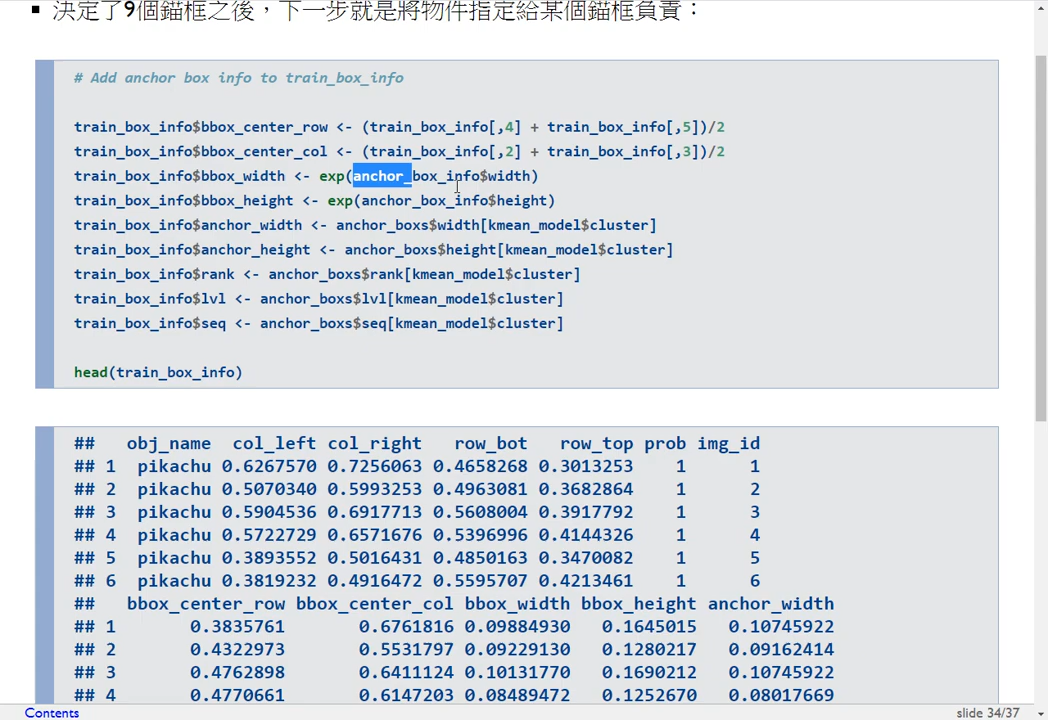 ▪ 決定了9個錨框之後，下一步就是將物件指定給某個錨框負責：
# Add anchor box info to train_box_info
train_box_info$bbox_center_row <- (train_box_info[,4] + train_box_info[,5])/2
train_box_info$bbox_center_col <- (train_box_info[,2] + train_box_info[,3])/2
train_box_info$bbox_width <- exp(anchor_box_info$width)
train_box_info$bbox_height <- exp(anchor_box_info$height)
train_box_info$anchor_width <- anchor_boxs$width[kmean_model$cluster]
train_box_info$anchor_height <- anchor_boxs$height[kmean_model$cluster]
train_box_info$rank <- anchor_boxs$rank[kmean_model$cluster]
train_box_info$lvl <- anchor_boxs$lvl[kmean_model$cluster]
train_box_info$seq <- anchor_boxs$seq[kmean_model$cluster]
head(train_box_info)
## obj_name col_left col_right row_bot row_top prob img_id
## 1 pikachu 0.6267570 0.7256063 0.4658268 0.3013253 1 1
## 2 pikachu 0.5070340 0.5993253 0.4963081 0.3682864 1 2
## 3 pikachu 0.5904536 0.6917713 0.5608004 0.3917792 1 3
## 4 pikachu 0.5722729 0.6571676 0.5396996 0.4144326 1 4
## 5 pikachu 0.3893552 0.5016431 0.4850163 0.3470082 1 5
## 6 pikachu 0.3819232 0.4916472 0.5595707 0.4213461 1 6
## bbox_center_row bbox_center_col bbox_width bbox_height anchor_width
## 1 0.3835761 0.6761816 0.09884930 0.1645015 0.10745922
## 2 0.4322973 0.5531797 0.09229130 0.1280217 0.09162414
## 3 0.4762898 0.6411124 0.10131770 0.1690212 0.10745922
## 4 0.4770661 0.6147203 0.08489472 0.1252670 0.08017669
Contents
slide 34/37